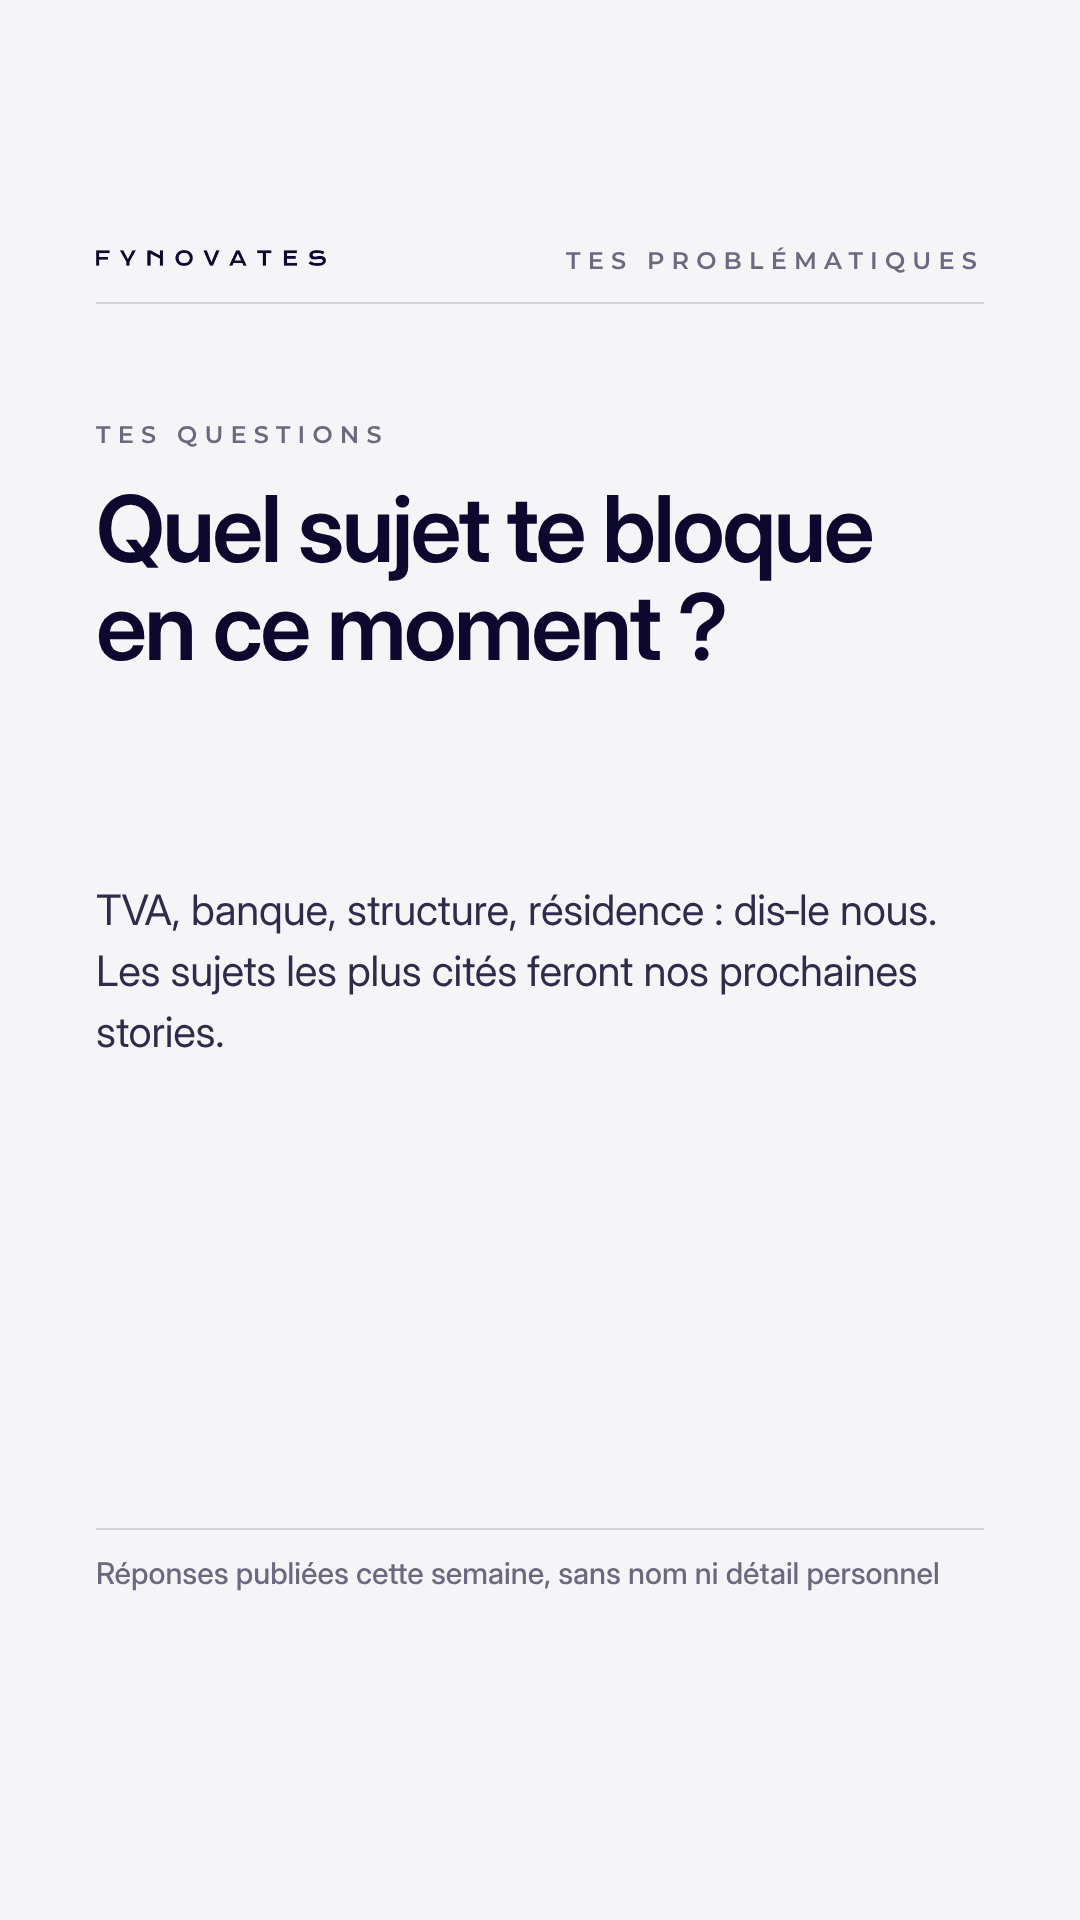 FYNOVATES
TES PROBLÉMATIQUES
TES QUESTIONS
Quel sujet te bloque
en ce moment ?
TVA, banque, structure, résidence : dis-le nous.
Les sujets les plus cités feront nos prochaines
stories.
Réponses publiées cette semaine, sans nom ni détail personnel